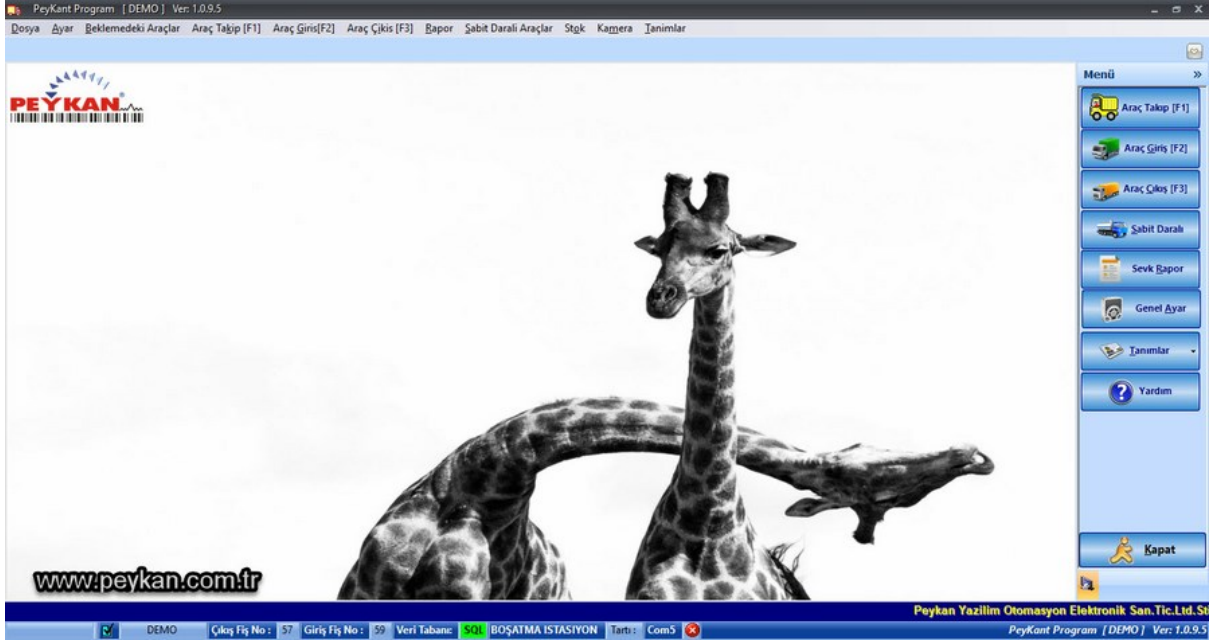 PeyKant Program [ DEMO ] Ver: 1.0.9.5
Dosya Ayar Beklemedeki Araçlar Araç Takip [F1] Araç Giris[F2] Araç Çikis [F3] Rapor Sabit Darali Araçlar Stok Kamera Tanimlar
PEYKAN
Menü »
Araç Takıp [F1]
Araç Giriş [F2]
Araç Çıkış [F3]
Şabit Daralı
Sevk Rapor
Genel Ayar
Tanımlar
Yardım
Kapat
www.peykan.com.tr
Peykan Yazilim Otomasyon Elektronik San.Tic.Ltd.Sti
DEMO Çıkış Fiş No : 57 Giriş Fiş No : 59 Veri Tabanı: SQL BOŞATMA ISTASIYON Tartı : Com5 PeyKant Program [ DEMO ] Ver: 1.0.9.5